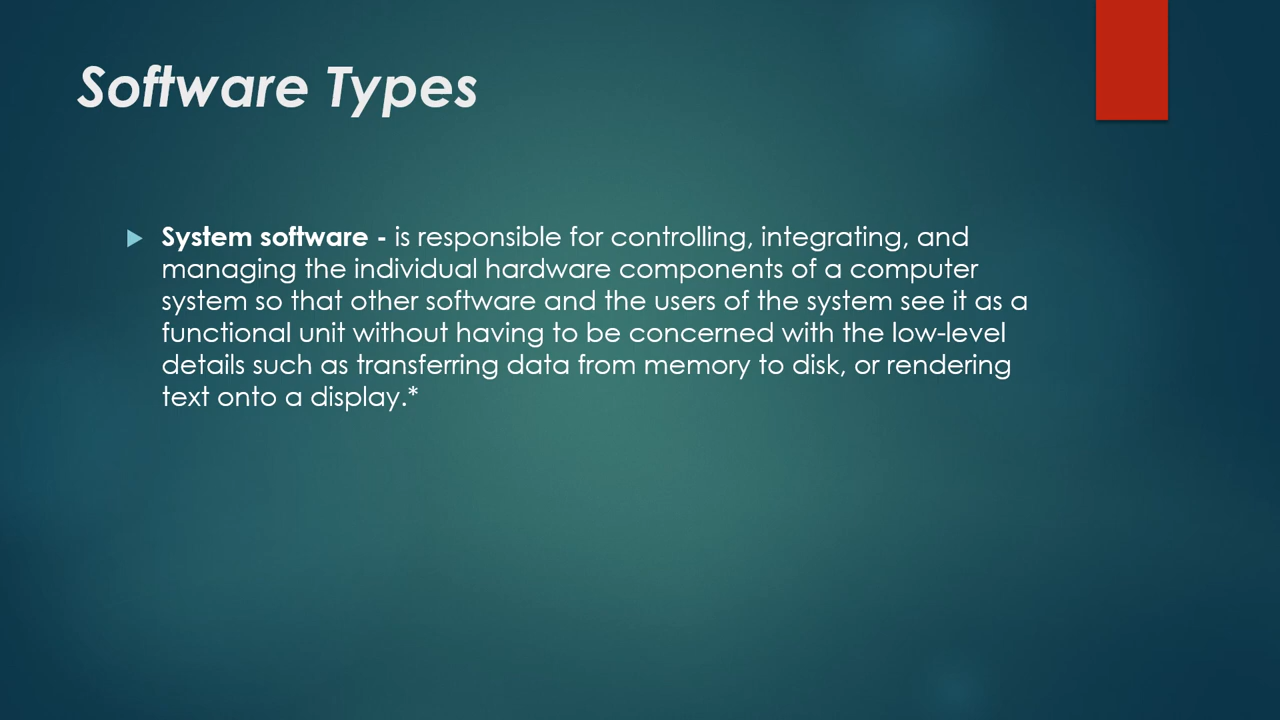 Software Types
System software - is responsible for controlling, integrating, and
managing the individual hardware components of a computer
system so that other software and the users of the system see it as a
functional unit without having to be concerned with the low-level
details such as transferring data from memory to disk, or rendering
text onto a display.*